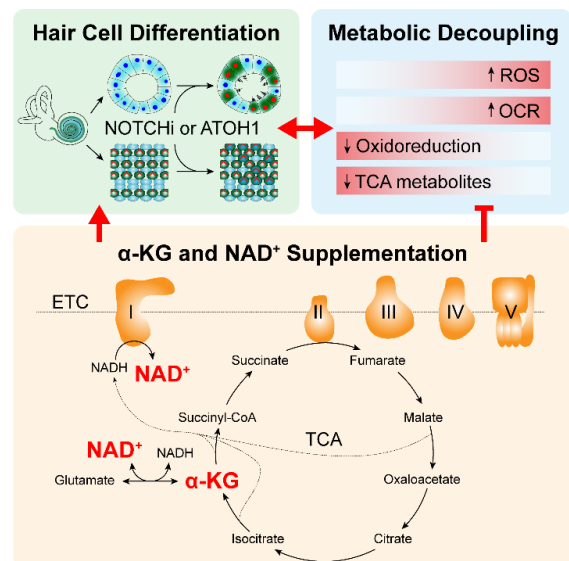 Hair Cell Differentiation
NOTCHi or ATOH1
Metabolic Decoupling
↑ ROS
↑ OCR
↓ Oxidoreduction
↓ TCA metabolites
α-KG and NAD⁺ Supplementation
ETC
I
II
III
IV
V
NADH
NAD⁺
Succinate
Fumarate
Succinyl-CoA
Malate
TCA
NAD⁺
NADH
Glutamate
α-KG
Oxaloacetate
Isocitrate
Citrate